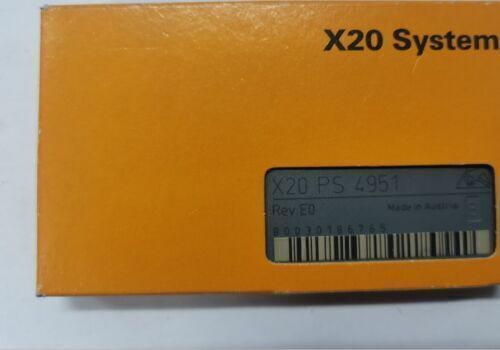 X20 System
X20 PS 4951
Rev.E0
Made in Austria